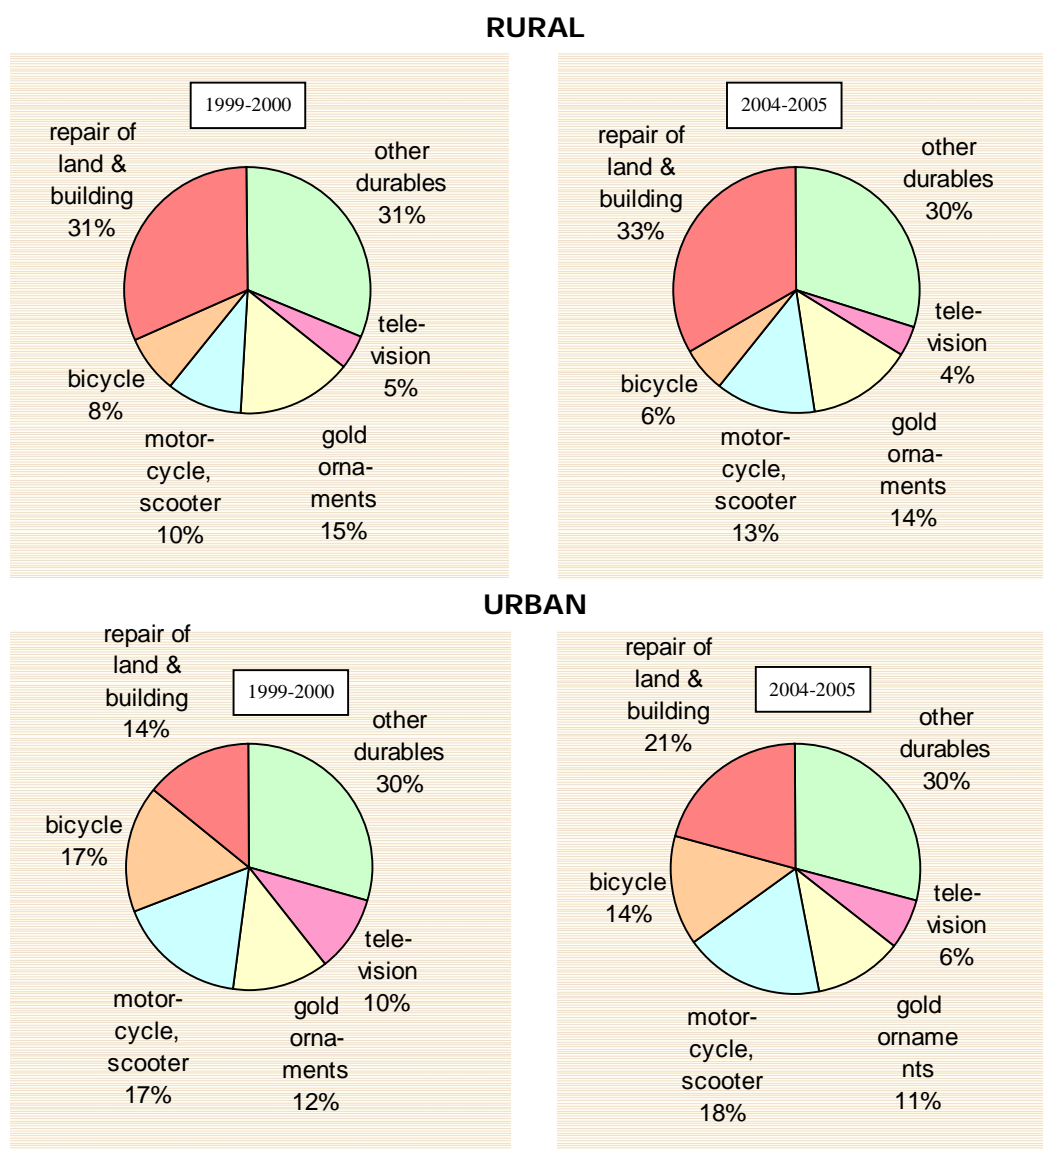 RURAL
1999-2000
repair of
land &
building
31%
other
durables
31%
tele-
vision
5%
bicycle
8%
motor-
cycle,
scooter
10%
gold
orna-
ments
15%
2004-2005
repair of
land &
building
33%
other
durables
30%
tele-
vision
4%
bicycle
6%
motor-
cycle,
scooter
13%
gold
orna-
ments
14%
URBAN
repair of
land &
building
14%
1999-2000
other
durables
30%
bicycle
17%
tele-
vision
10%
motor-
cycle,
scooter
17%
gold
orna-
ments
12%
repair of
land &
building
21%
2004-2005
other
durables
30%
bicycle
14%
tele-
vision
6%
motor-
cycle,
scooter
18%
gold
orname
nts
11%